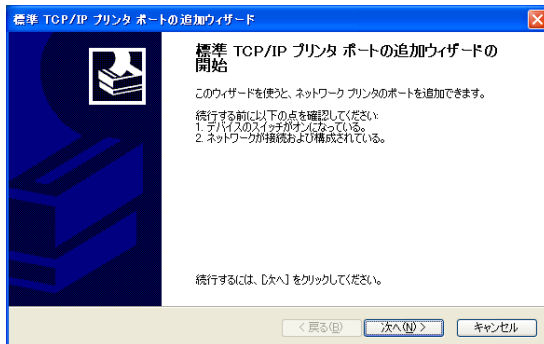 標準 TCP/IP プリンタ ポートの追加ウィザード
標準 TCP/IP プリンタ ポートの追加ウィザードの
開始
このウィザードを使うと、ネットワーク プリンタのポートを追加できます。
続行する前に以下の点を確認してください:
1. デバイスのスイッチがオンになっている。
2. ネットワークが接続および構成されている。
続行するには、[次へ] をクリックしてください。
< 戻る(B)
次へ(N) >
キャンセル